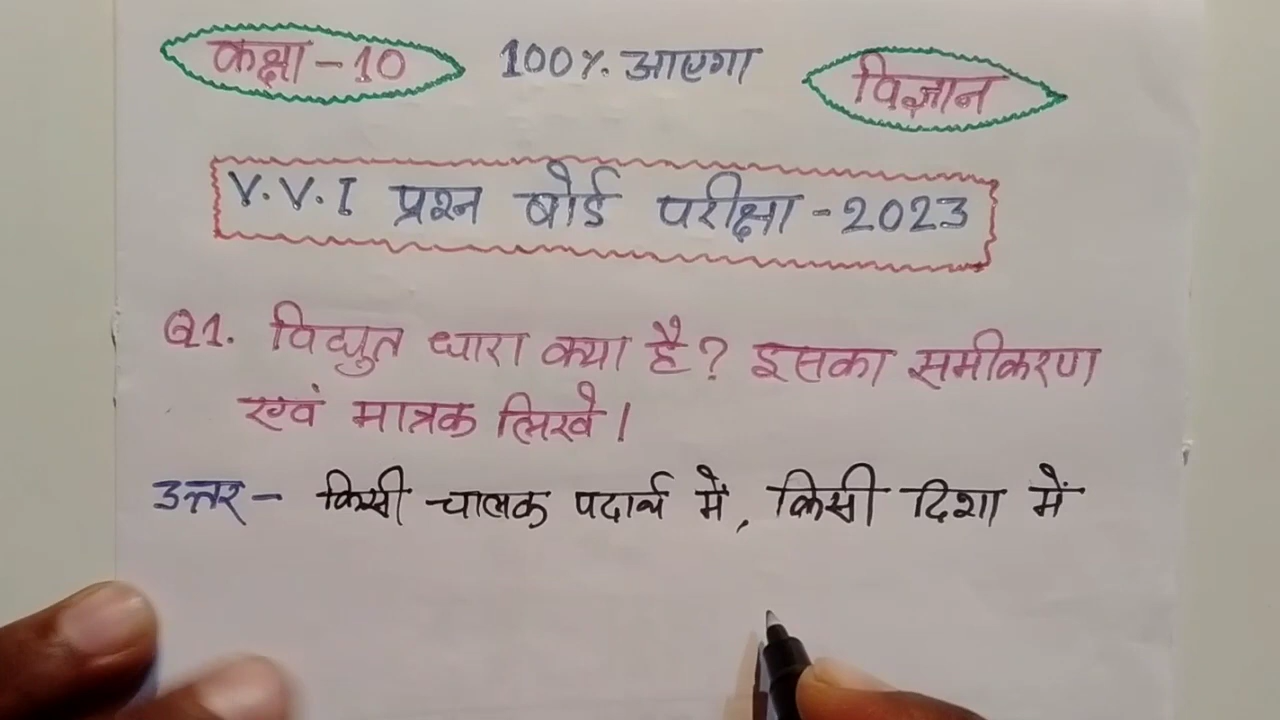 कक्षा - 10 100%. आएगा विज्ञान
V.V.I प्रश्न बोर्ड परीक्षा - 2023
Q1. विद्युत धारा क्या है? इसका समीकरण
एवं मात्रक लिखे।
उत्तर - किसी चालक पदार्थ में, किसी दिशा में